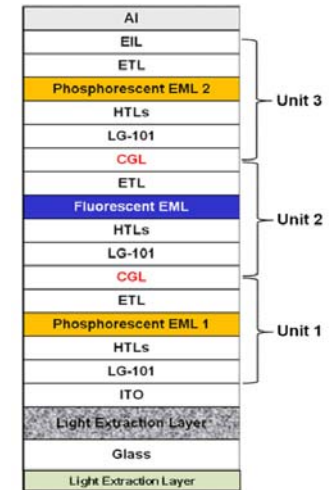 Al
EIL
ETL
Phosphorescent EML 2
HTLs
LG-101
CGL
ETL
Fluorescent EML
HTLs
LG-101
CGL
ETL
Phosphorescent EML 1
HTLs
LG-101
ITO
Light Extraction Layer
Glass
Light Extraction Layer
Unit 3
Unit 2
Unit 1